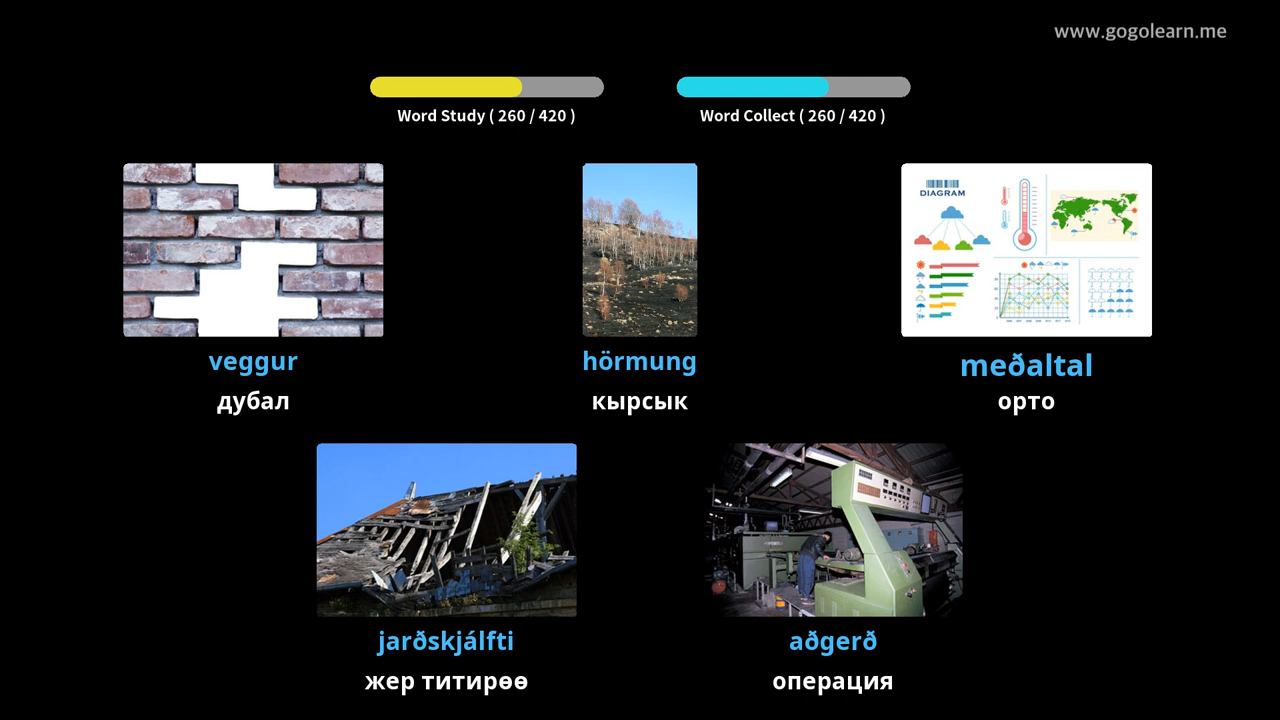 www.gogolearn.me
Word Study ( 260 / 420 )
Word Collect ( 260 / 420 )
DIAGRAM
veggur
hörmung
meðaltal
дубал
кырсык
орто
jarðskjálfti
aðgerð
жер титирөө
операция